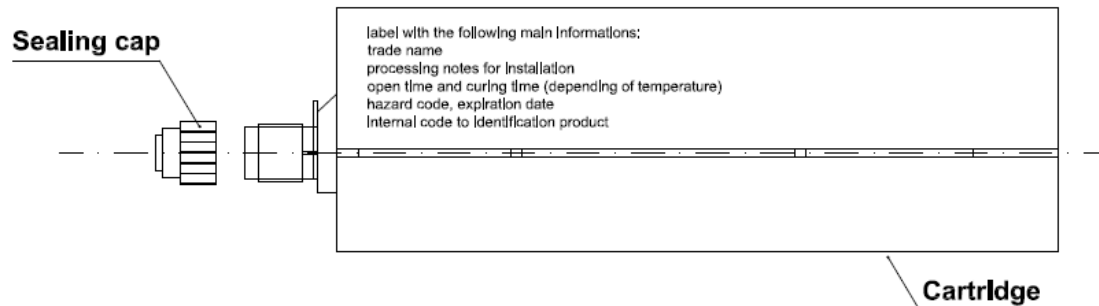 Sealing cap
label with the following main informations:
trade name
processing notes for installation
open time and curing time (depending of temperature)
hazard code, expiration date
internal code to identification product
Cartridge